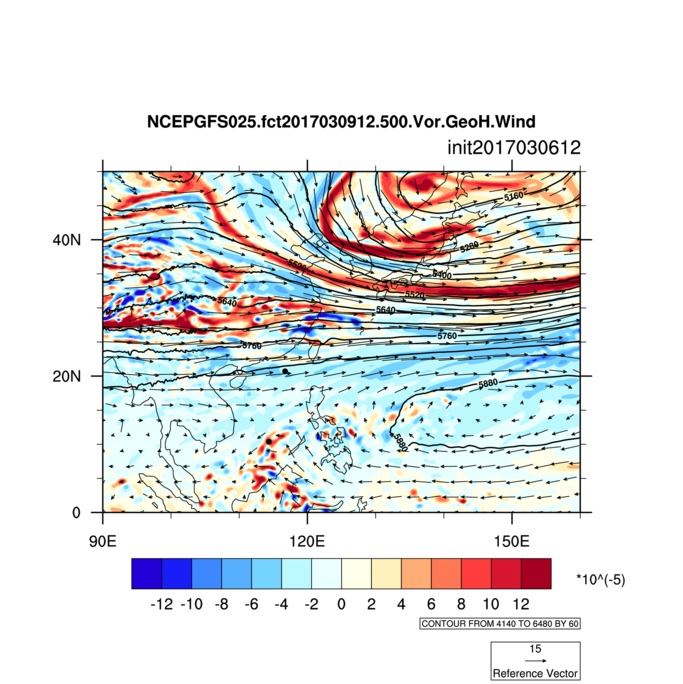 NCEPGFS025.fct2017030912.500.Vor.GeoH.Wind
init2017030612
5160
40N
5280
5400
5520
5520
5640
5640
5760
5760
20N
5880
5880
0
90E 120E 150E
-12 -10 -8 -6 -4 -2 0 2 4 6 8 10 12
*10^(-5)
CONTOUR FROM 4140 TO 6480 BY 60
15
Reference Vector